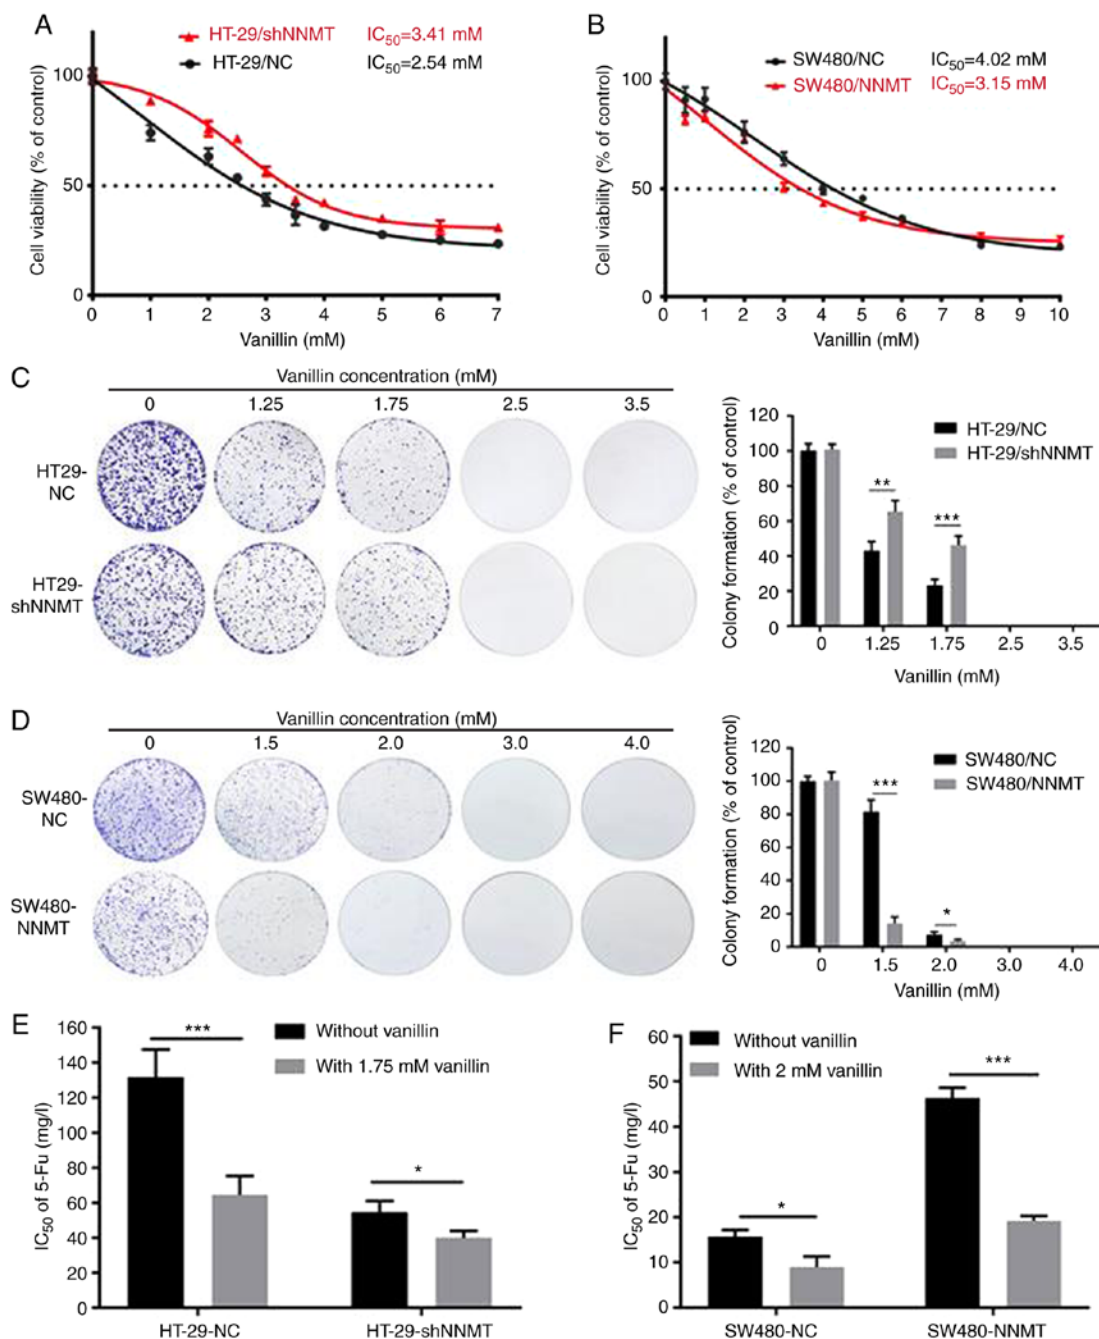 A
HT-29/shNNMT IC50=3.41 mM
HT-29/NC IC50=2.54 mM
Cell viability (% of control)
100
50
0
0 1 2 3 4 5 6 7
Vanillin (mM)
B
SW480/NC IC50=4.02 mM
SW480/NNMT IC50=3.15 mM
Cell viability (% of control)
100
50
0
0 1 2 3 4 5 6 7 8 9 10
Vanillin (mM)
C
Vanillin concentration (mM)
0 1.25 1.75 2.5 3.5
HT29-
NC
HT29-
shNNMT
Colony formation (% of control)
120
100
80
60
40
20
0
HT-29/NC
HT-29/shNNMT
**
***
0 1.25 1.75 2.5 3.5
Vanillin (mM)
D
Vanillin concentration (mM)
0 1.5 2.0 3.0 4.0
SW480-
NC
SW480-
NNMT
Colony formation (% of control)
120
100
80
60
40
20
0
SW480/NC
SW480/NNMT
***
*
0 1.5 2.0 3.0 4.0
Vanillin (mM)
E
IC50 of 5-Fu (mg/l)
160
140
120
100
80
60
40
20
0
Without vanillin
With 1.75 mM vanillin
***
*
HT-29-NC HT-29-shNNMT
F
IC50 of 5-Fu (mg/l)
60
50
40
30
20
10
0
Without vanillin
With 2 mM vanillin
*
***
SW480-NC SW480-NNMT